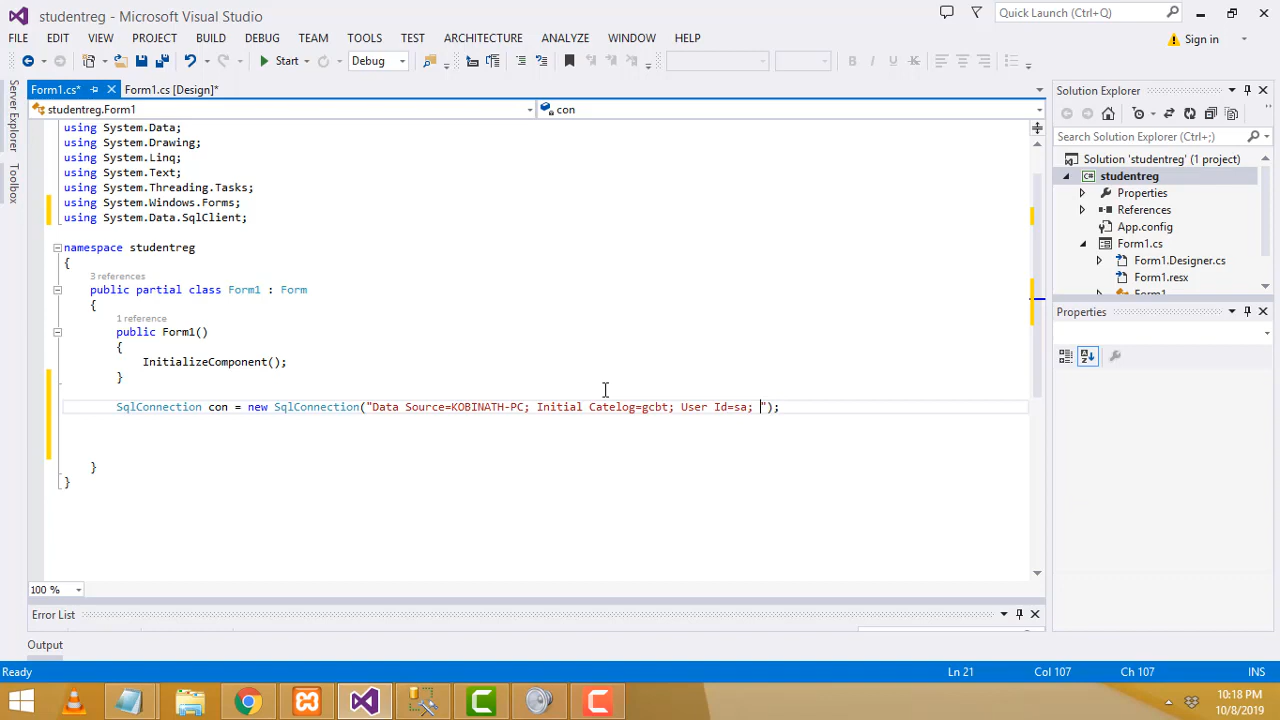 studentreg - Microsoft Visual Studio
Quick Launch (Ctrl+Q)
FILE EDIT VIEW PROJECT BUILD DEBUG TEAM TOOLS TEST ARCHITECTURE ANALYZE WINDOW HELP
Sign in
Start Debug
Server Explorer
Toolbox
Form1.cs* Form1.cs [Design]*
studentreg.Form1 con
using System.Data;
using System.Drawing;
using System.Linq;
using System.Text;
using System.Threading.Tasks;
using System.Windows.Forms;
using System.Data.SqlClient;
namespace studentreg
{
3 references
public partial class Form1 : Form
{
1 reference
public Form1()
{
InitializeComponent();
}
SqlConnection con = new SqlConnection("Data Source=KOBINATH-PC; Initial Catelog=gcbt; User Id=sa; ");
}
}
100 %
Error List
Output
Solution Explorer
Search Solution Explorer (Ctrl+;)
Solution 'studentreg' (1 project)
studentreg
Properties
References
App.config
Form1.cs
Form1.Designer.cs
Form1.resx
Form1
Properties
Ready Ln 21 Col 107 Ch 107 INS
10:18 PM
10/8/2019